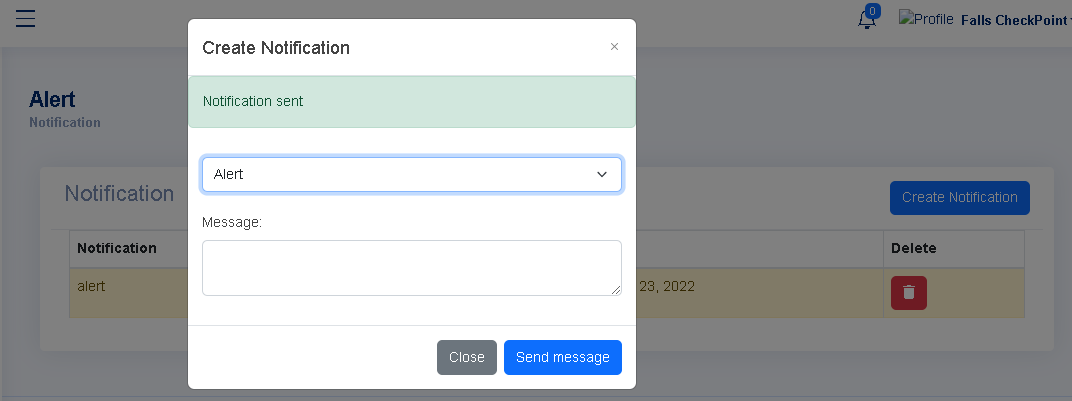 0
Profile Falls CheckPoint
Create Notification ×
Notification sent
Alert
Notification
Alert
Message:
Notification
Create Notification
Notification
Delete
alert
23, 2022
Close Send message